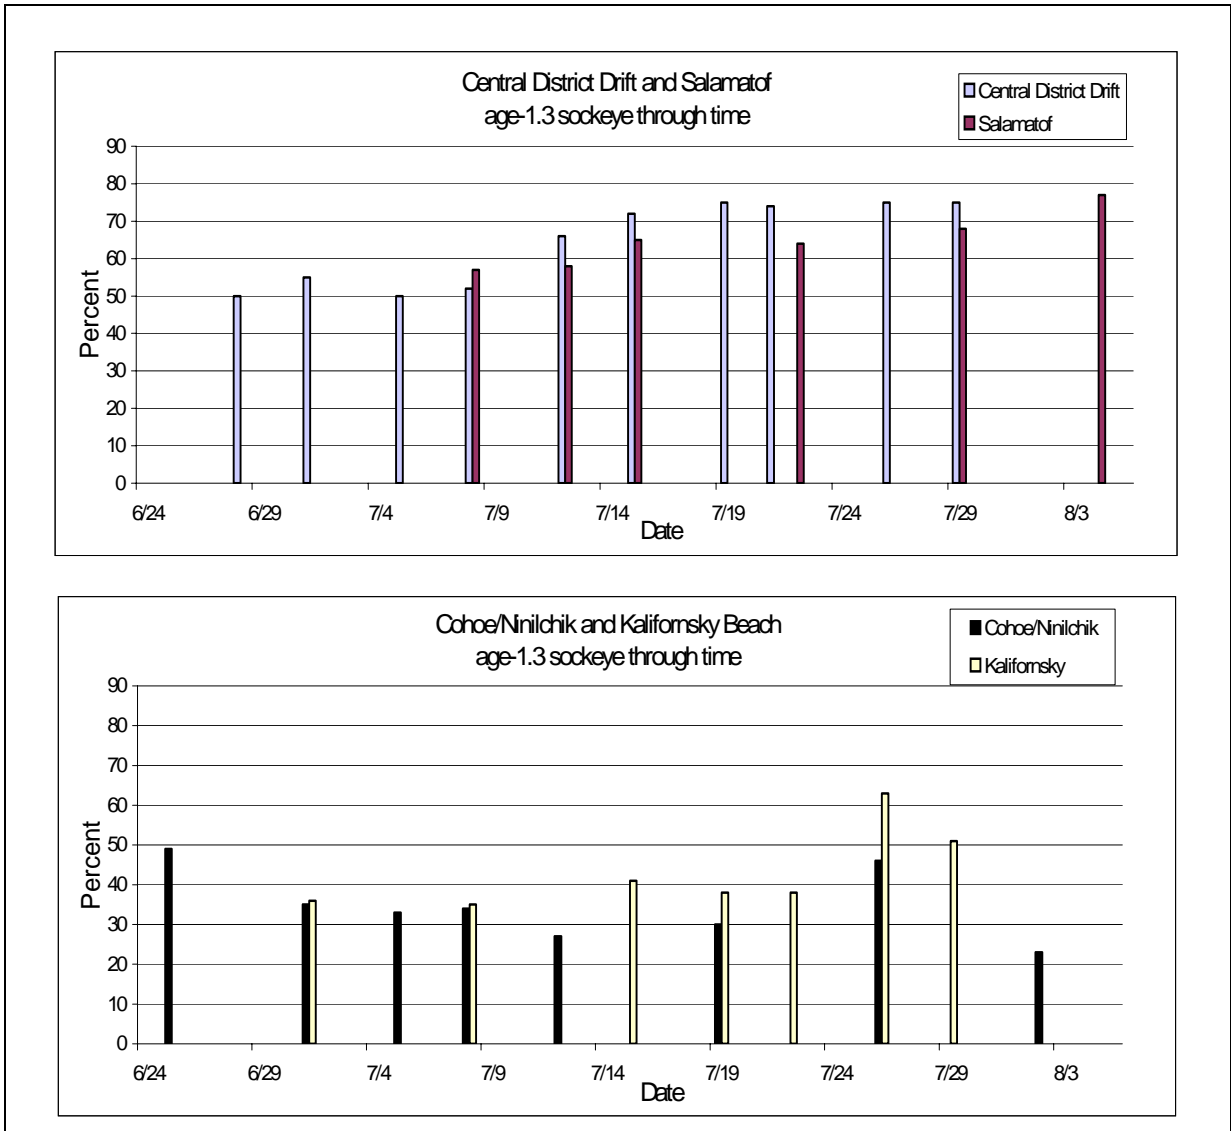 Central District Drift and Salamatof
age-1.3 sockeye through time
Central District Drift
Salamatof
90
80
70
60
50
40
30
20
10
0
Percent
6/24 6/29 7/4 7/9 7/14 7/19 7/24 7/29 8/3
Date
Cohoe/Ninilchik and Kalifornsky Beach
age-1.3 sockeye through time
Cohoe/Ninilchik
Kalifornsky
90
80
70
60
50
40
30
20
10
0
Percent
6/24 6/29 7/4 7/9 7/14 7/19 7/24 7/29 8/3
Date